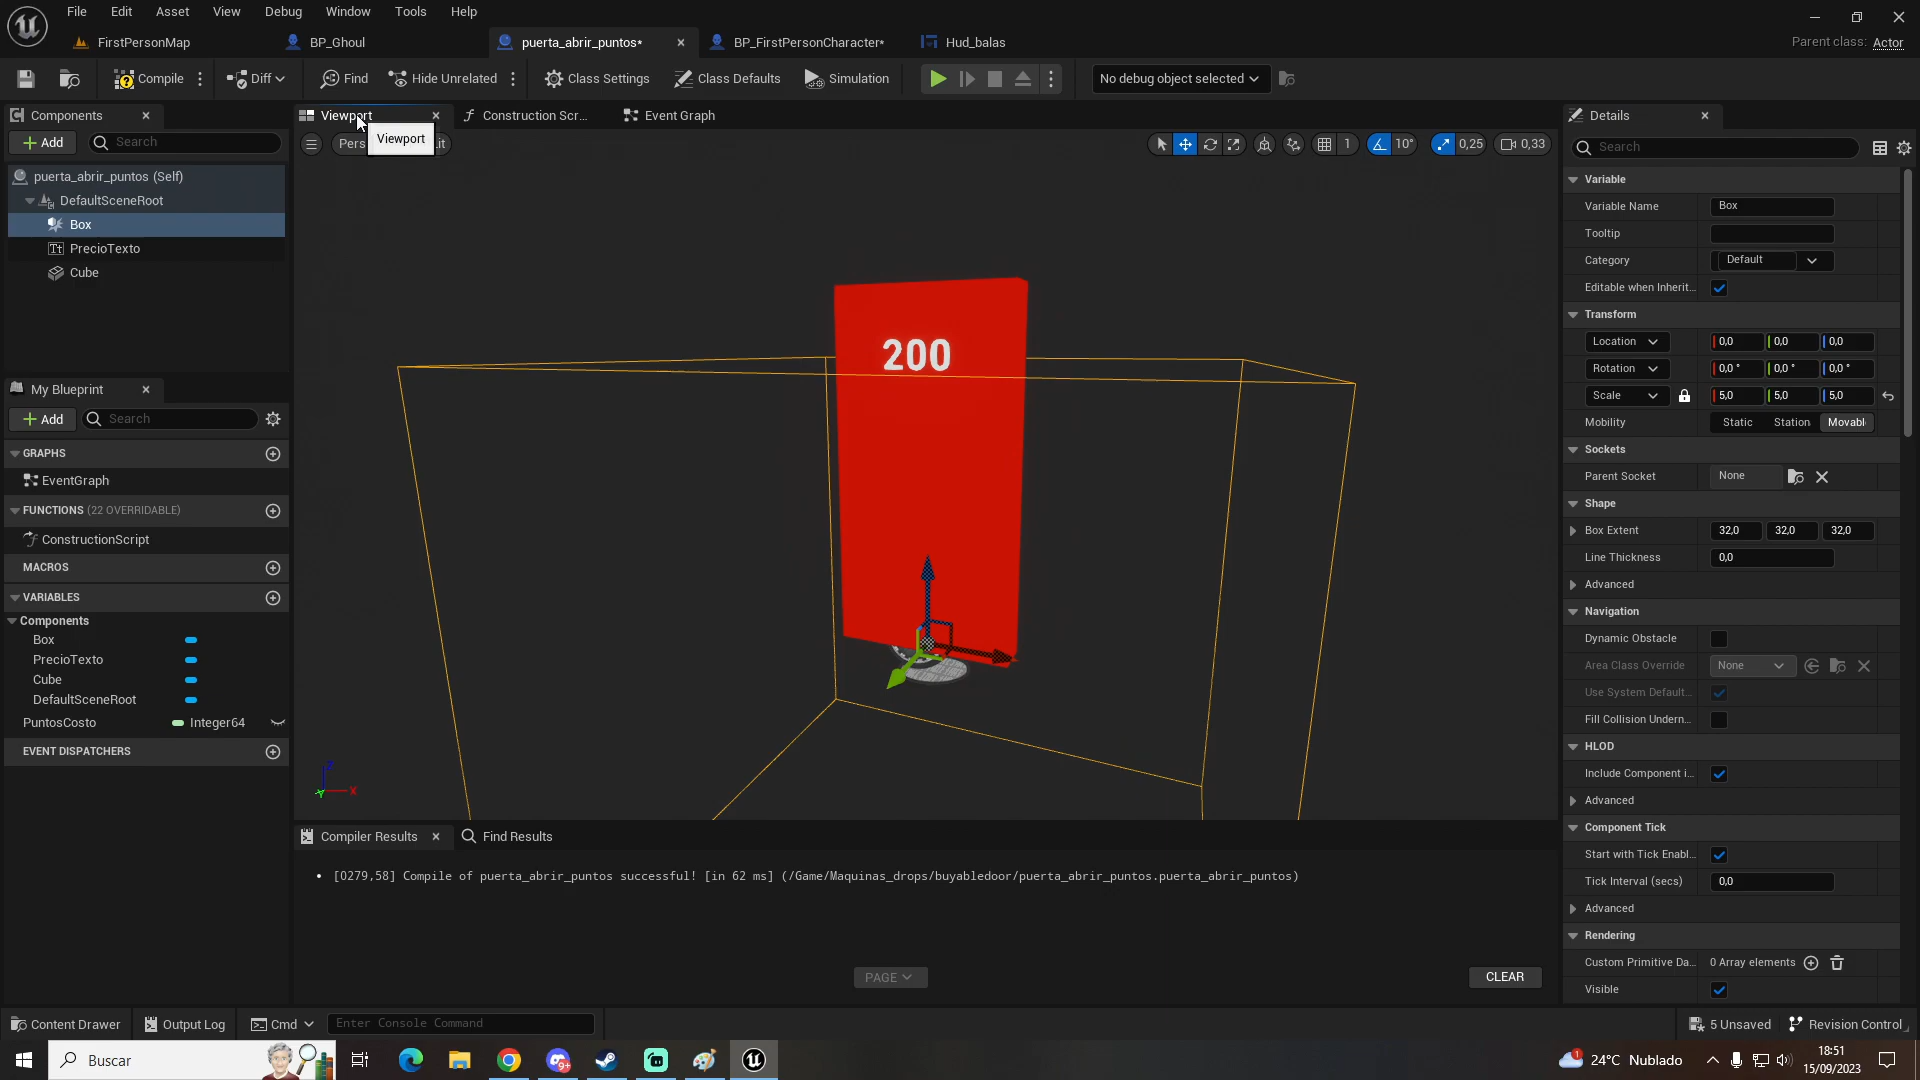 File Edit Asset View Debug Window Tools Help
FirstPersonMap BP_Ghoul puerta_abrir_puntos* BP_FirstPersonCharacter* Hud_balas Parent class: Actor
Compile Diff Find Hide Unrelated Class Settings Class Defaults Simulation No debug object selected
Components
Add Search
puerta_abrir_puntos (Self)
DefaultSceneRoot
Box
PrecioTexto
Cube
My Blueprint
Add Search
GRAPHS
EventGraph
FUNCTIONS (22 OVERRIDABLE)
ConstructionScript
MACROS
VARIABLES
Components
Box
PrecioTexto
Cube
DefaultSceneRoot
PuntosCosto Integer64
EVENT DISPATCHERS
Viewport Construction Scr... Event Graph
Pers it
Viewport
1 10° 0,25 0,33
200
Z
X
Y
Compiler Results Find Results
[0279,58] Compile of puerta_abrir_puntos successful! [in 62 ms] (/Game/Maquinas_drops/buyabledoor/puerta_abrir_puntos.puerta_abrir_puntos)
PAGE CLEAR
Details
Search
Variable
Variable Name Box
Tooltip
Category Default
Editable when Inherit...
Transform
Location 0,0 0,0 0,0
Rotation 0,0 ° 0,0 ° 0,0 °
Scale 5,0 5,0 5,0
Mobility Static Station Movabl
Sockets
Parent Socket None
Shape
Box Extent 32,0 32,0 32,0
Line Thickness 0,0
Advanced
Navigation
Dynamic Obstacle
Area Class Override None
Use System Default...
Fill Collision Undern...
HLOD
Include Component i...
Advanced
Component Tick
Start with Tick Enabl...
Tick Interval (secs) 0,0
Advanced
Rendering
Custom Primitive Da... 0 Array elements
Visible
Content Drawer Output Log Cmd Enter Console Command 5 Unsaved Revision Control
Buscar 9+ 1 24°C Nublado 18:51
15/09/2023